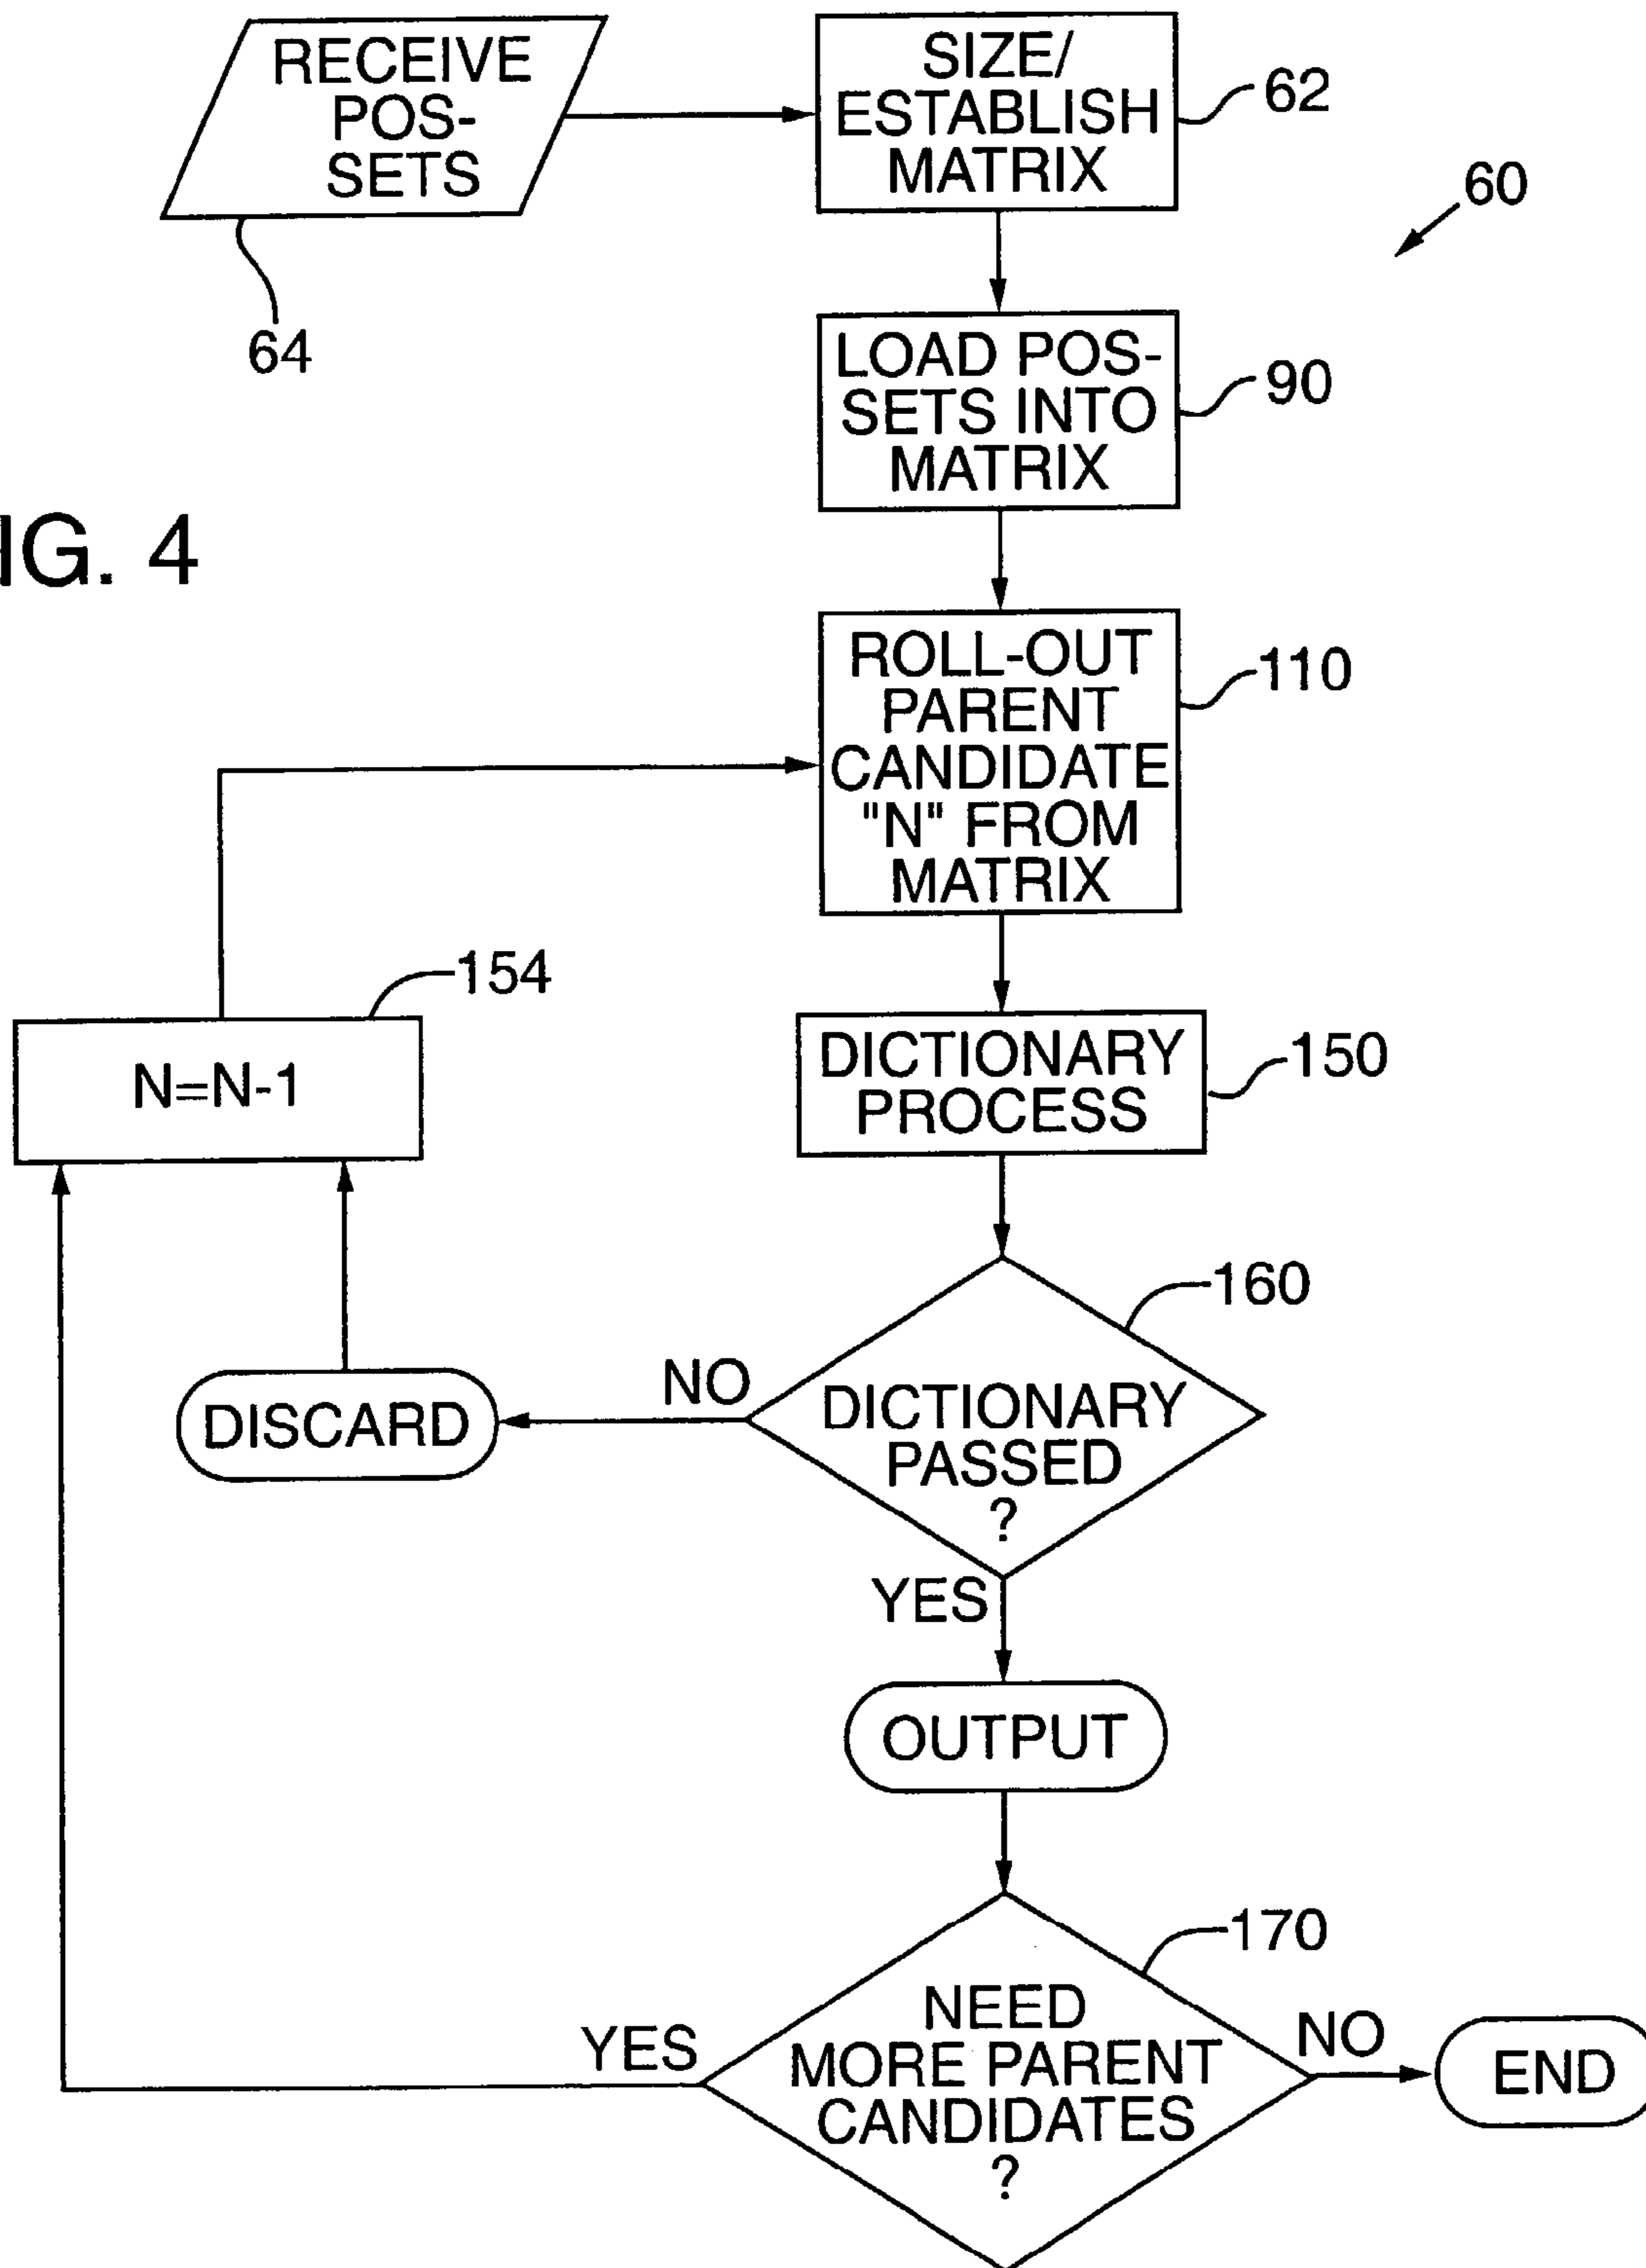 RECEIVE
POS-
SETS
64
SIZE/
ESTABLISH
MATRIX
62
60
LOAD POS-
SETS INTO
MATRIX
90
IG. 4
ROLL-OUT
PARENT
CANDIDATE
"N" FROM
MATRIX
110
154
N=N-1
DICTIONARY
PROCESS
150
160
DICTIONARY
PASSED
?
NO
DISCARD
YES
OUTPUT
170
NEED
MORE PARENT
CANDIDATES
?
YES
NO
END